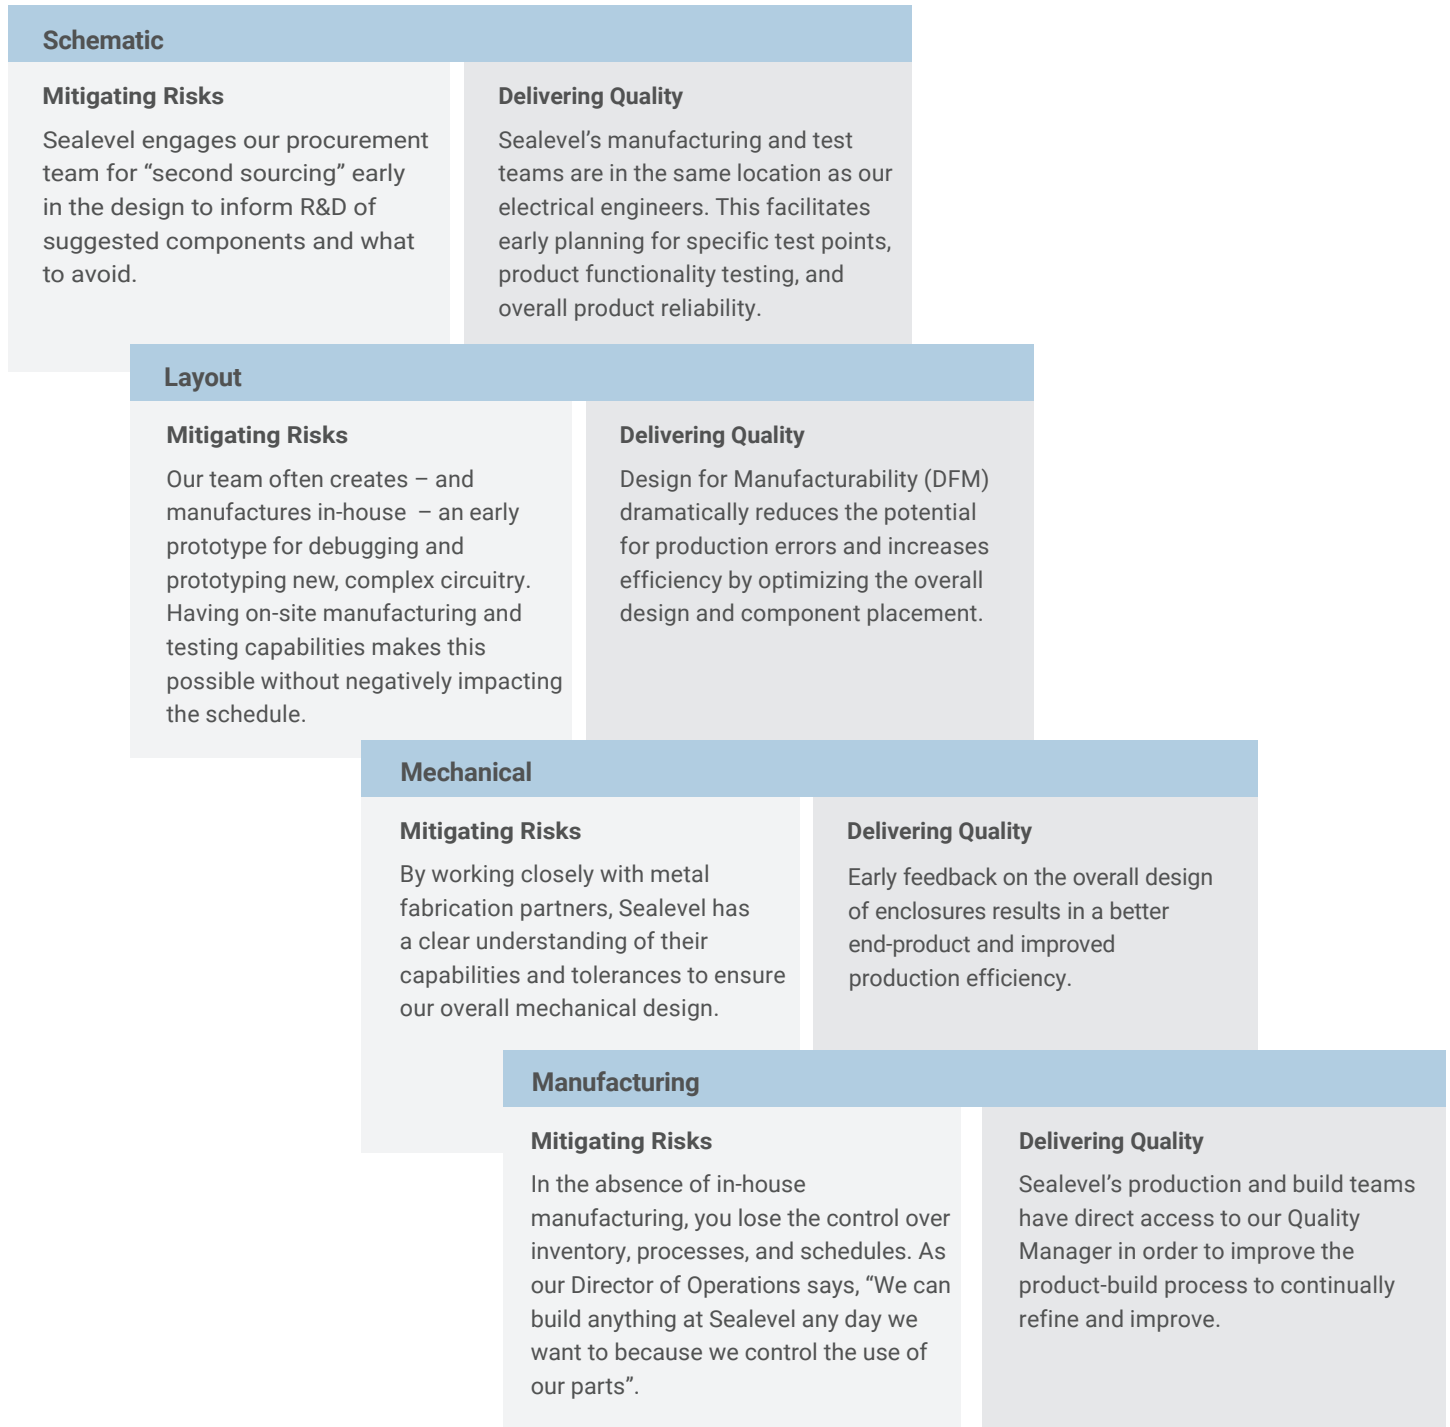 Schematic
Mitigating Risks
Sealevel engages our procurement
team for “second sourcing” early
in the design to inform R&D of
suggested components and what
to avoid.
Delivering Quality
Sealevel’s manufacturing and test
teams are in the same location as our
electrical engineers. This facilitates
early planning for specific test points,
product functionality testing, and
overall product reliability.
Layout
Mitigating Risks
Our team often creates – and
manufactures in-house – an early
prototype for debugging and
prototyping new, complex circuitry.
Having on-site manufacturing and
testing capabilities makes this
possible without negatively impacting
the schedule.
Delivering Quality
Design for Manufacturability (DFM)
dramatically reduces the potential
for production errors and increases
efficiency by optimizing the overall
design and component placement.
Mechanical
Mitigating Risks
By working closely with metal
fabrication partners, Sealevel has
a clear understanding of their
capabilities and tolerances to ensure
our overall mechanical design.
Delivering Quality
Early feedback on the overall design
of enclosures results in a better
end-product and improved
production efficiency.
Manufacturing
Mitigating Risks
In the absence of in-house
manufacturing, you lose the control over
inventory, processes, and schedules. As
our Director of Operations says, “We can
build anything at Sealevel any day we
want to because we control the use of
our parts”.
Delivering Quality
Sealevel’s production and build teams
have direct access to our Quality
Manager in order to improve the
product-build process to continually
refine and improve.